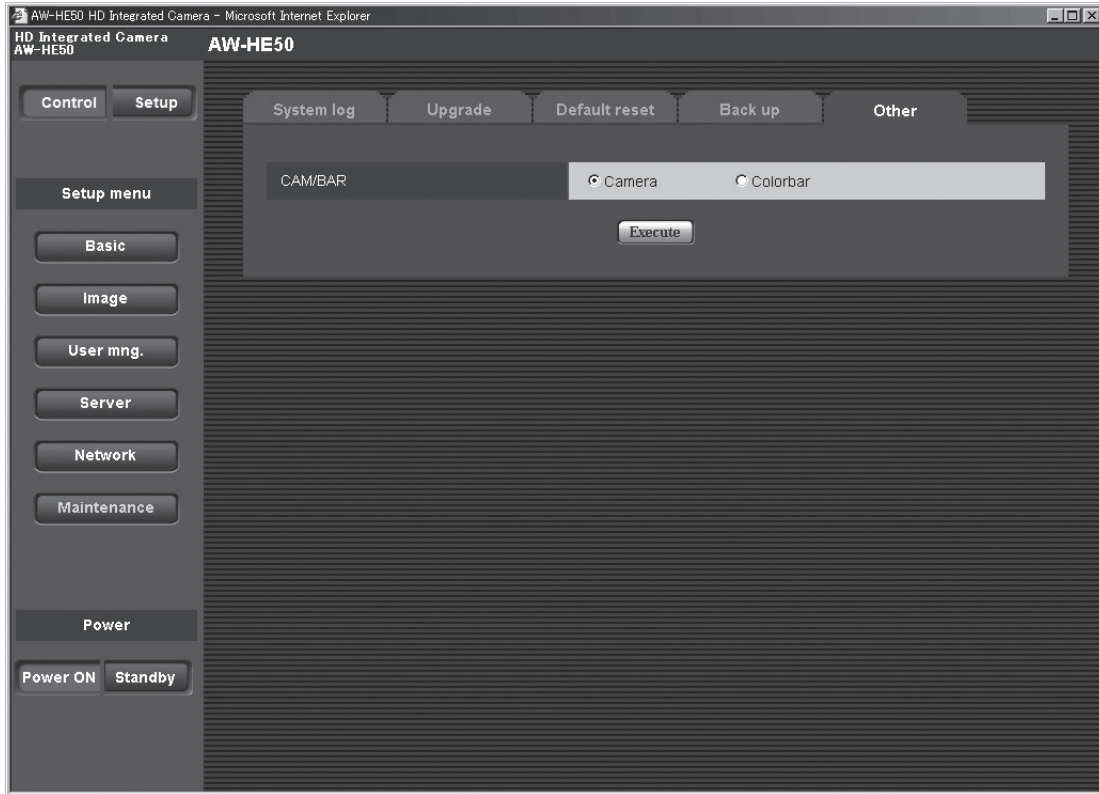 AW-HE50 HD Integrated Camera - Microsoft Internet Explorer
HD Integrated Camera
AW-HE50
AW-HE50
Control Setup
System log Upgrade Default reset Back up Other
CAM/BAR Camera Colorbar
Execute
Setup menu
Basic
Image
User mng.
Server
Network
Maintenance
Power
Power ON Standby